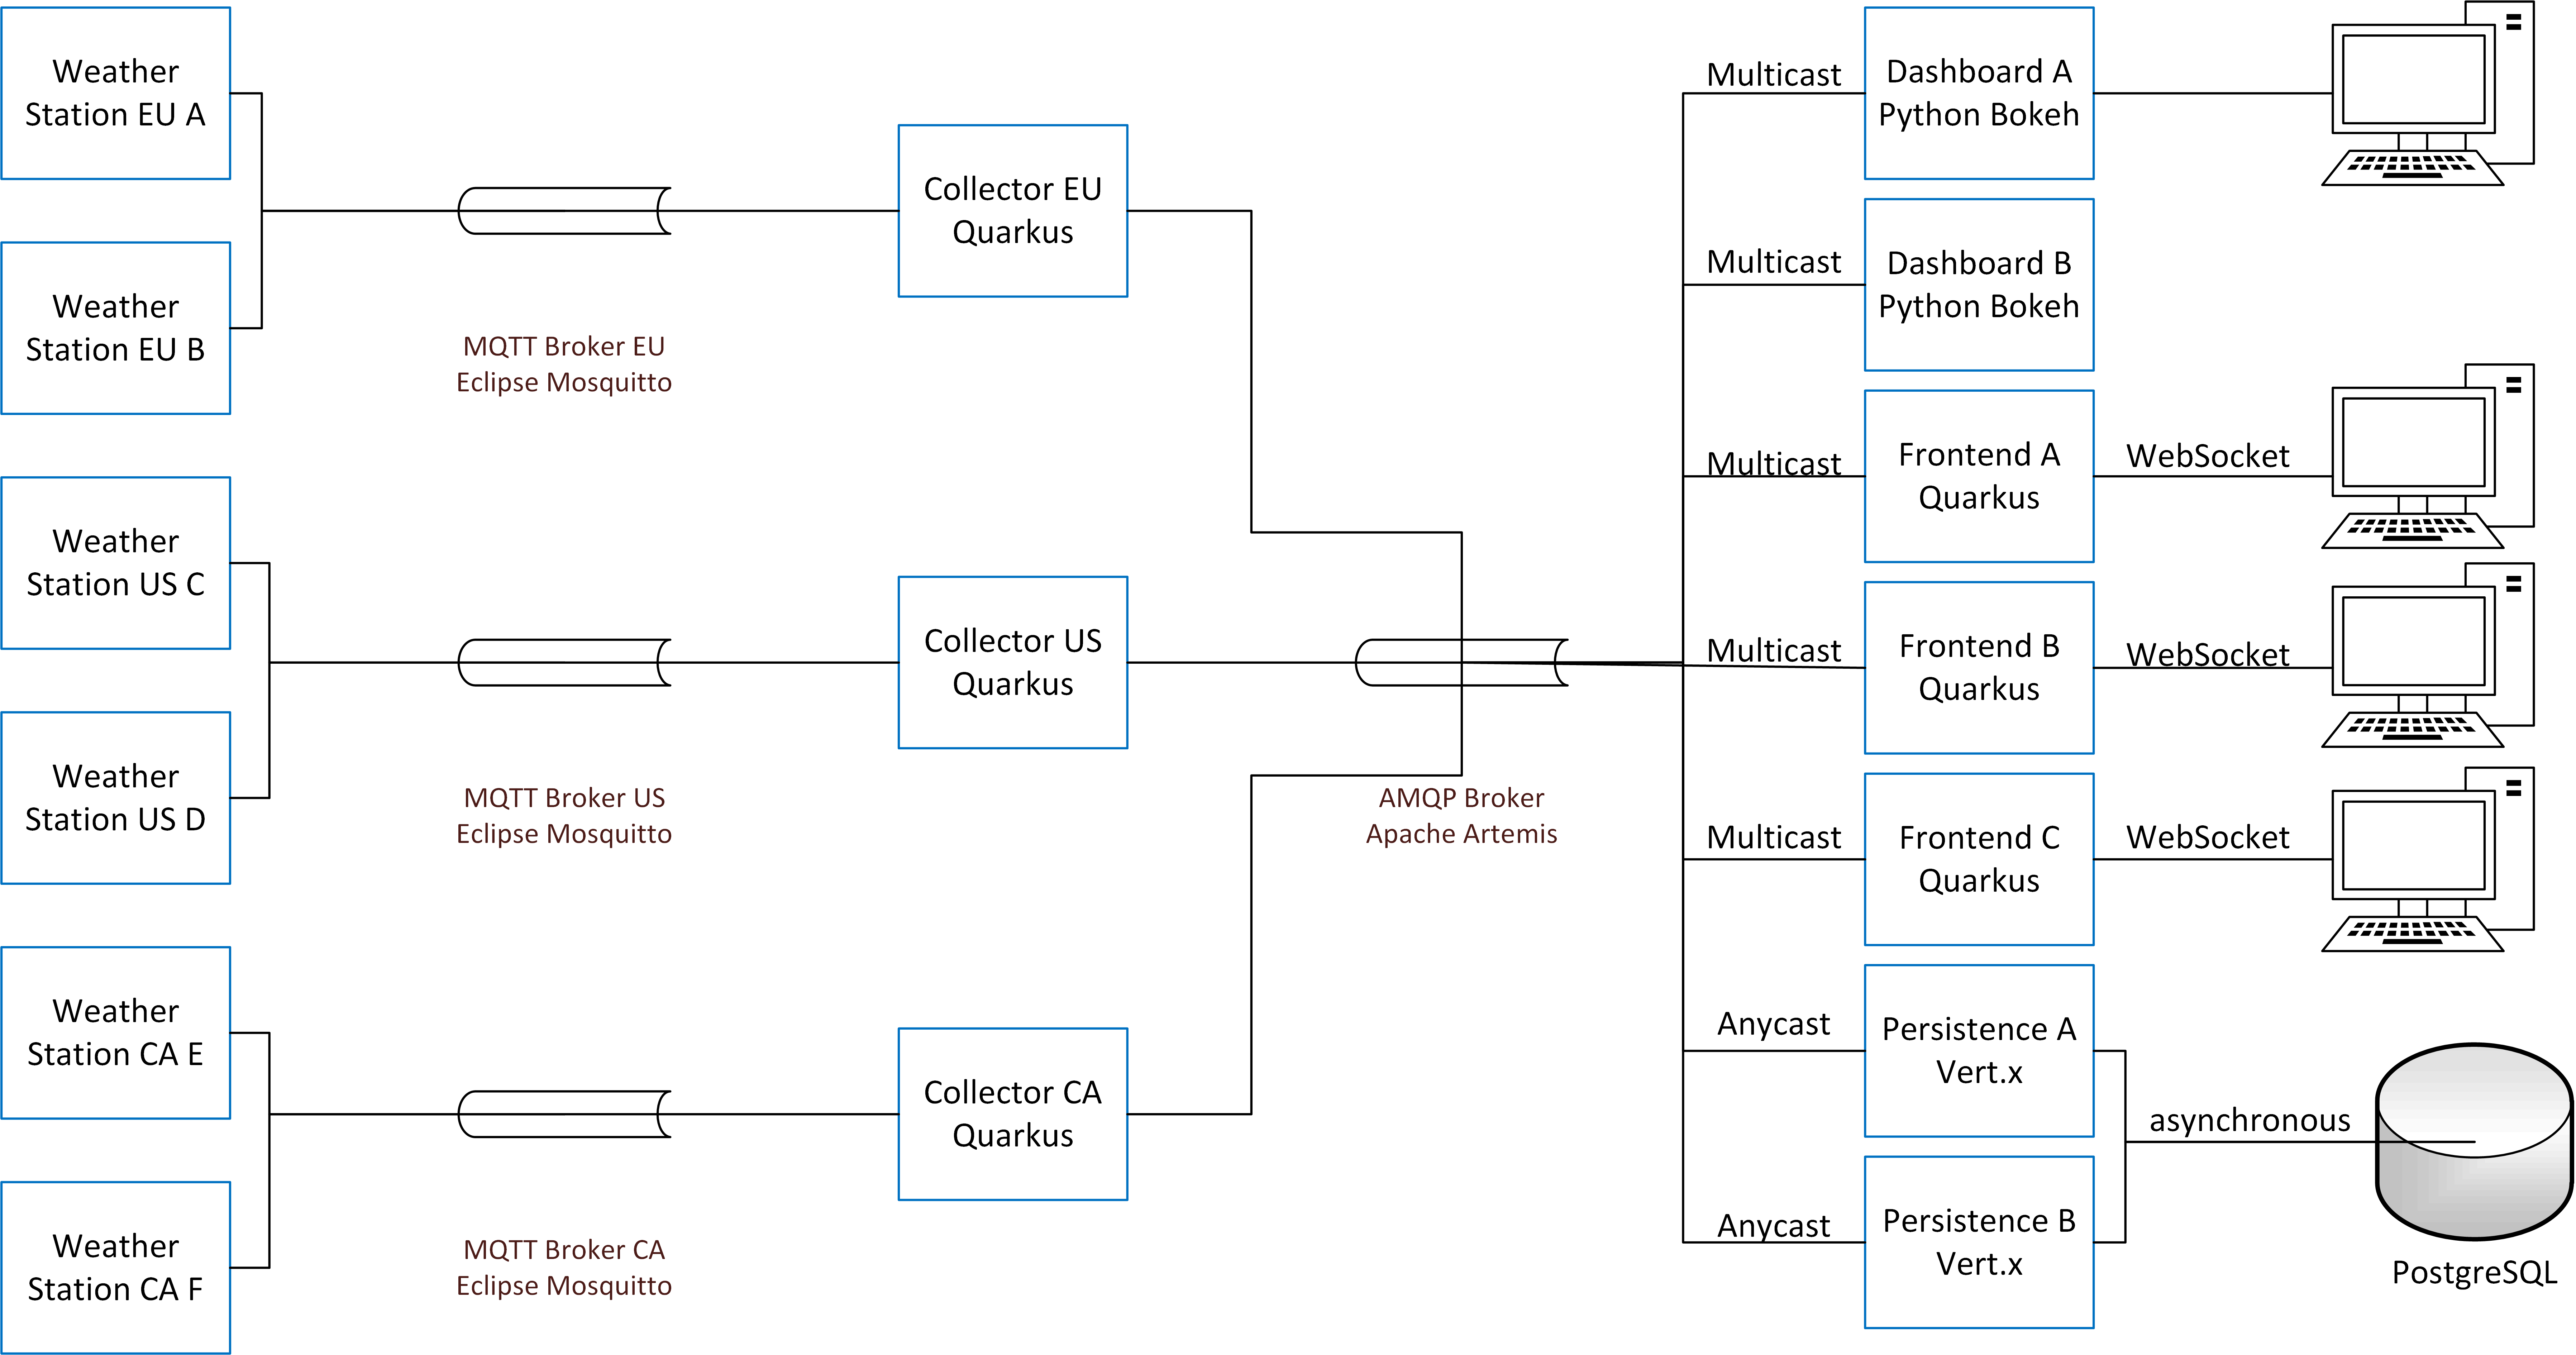 Weather
Station EU A
Weather
Station EU B
MQTT Broker EU
Eclipse Mosquitto
Collector EU
Quarkus
Weather
Station US C
Weather
Station US D
MQTT Broker US
Eclipse Mosquitto
Collector US
Quarkus
Weather
Station CA E
Weather
Station CA F
MQTT Broker CA
Eclipse Mosquitto
Collector CA
Quarkus
AMQP Broker
Apache Artemis
Multicast
Dashboard A
Python Bokeh
Multicast
Dashboard B
Python Bokeh
Multicast
Frontend A
Quarkus
WebSocket
Multicast
Frontend B
Quarkus
WebSocket
Multicast
Frontend C
Quarkus
WebSocket
Anycast
Persistence A
Vert.x
Anycast
Persistence B
Vert.x
asynchronous
PostgreSQL